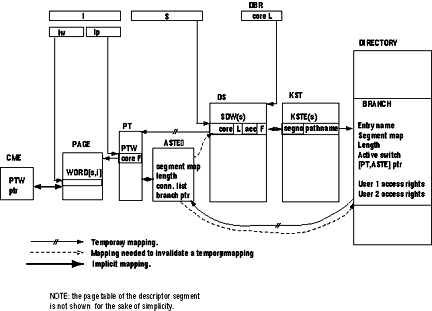 i
S
DBR
iw
ip
core L
DIRECTORY
DS
KST
PT
SDW(s)
KSTE(s)
BRANCH
PAGE
PTW
ASTE()
core
L
acc
F
segno
pathname
Entry name
Segment map
Length
Active switch
[PT,ASTE] ptr
CME
core F
WORD(s,i)
segment map
length
conn. list
branch ptr
User 1 access rights
User 2 access rights
PTW
ptr
Temporary mapping.
Mapping needed to invalidate a temporpmapping
Implicit mapping.
NOTE: the page table of the descriptor segment
is not shown for the sake of simplicity.